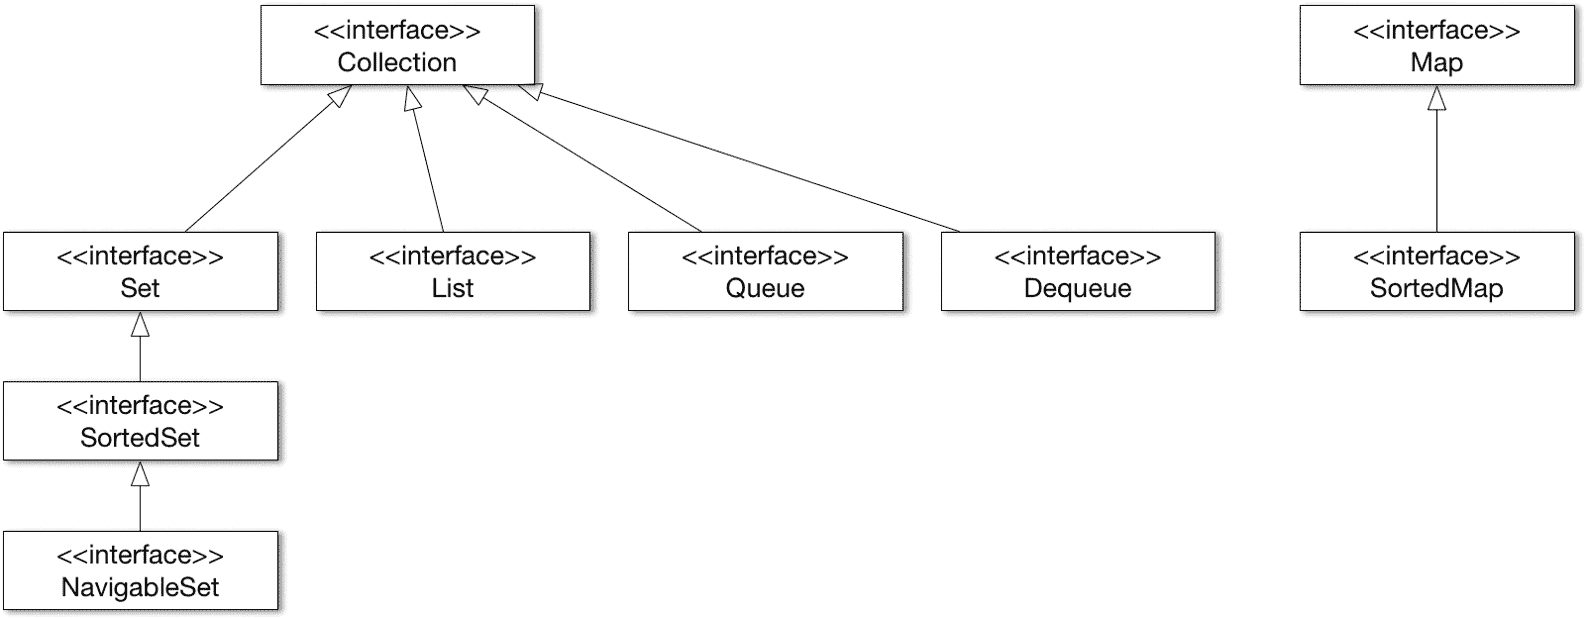 <<interface>>
Collection
<<interface>>
Map
<<interface>>
Set
<<interface>>
List
<<interface>>
Queue
<<interface>>
Dequeue
<<interface>>
SortedMap
<<interface>>
SortedSet
<<interface>>
NavigableSet